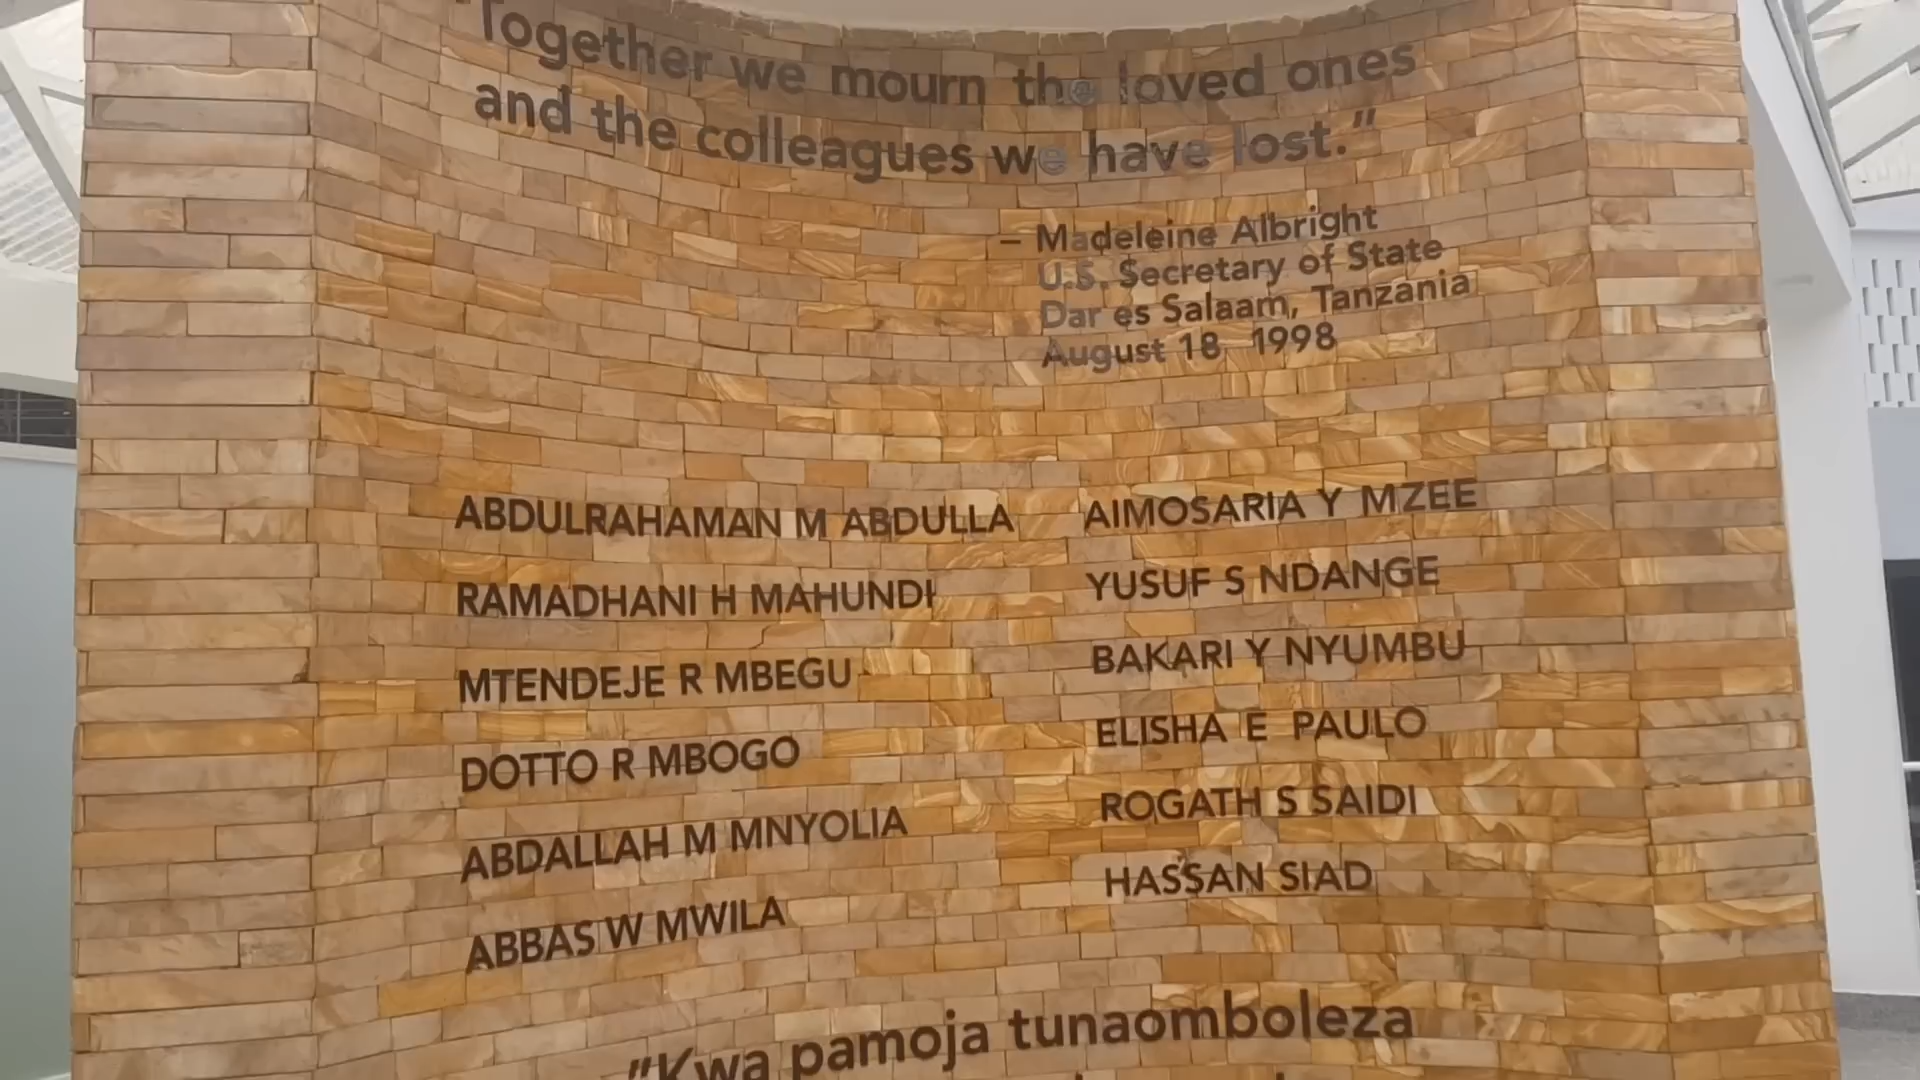 "Together we mourn the loved ones
and the colleagues we have lost."
– Madeleine Albright
U.S. Secretary of State
Dar es Salaam, Tanzania
August 18 1998
ABDULRAHAMAN M ABDULLA
RAMADHANI H MAHUNDI
MTENDEJE R MBEGU
DOTTO R MBOGO
ABDALLAH M MNYOLIA
ABBAS W MWILA
AIMOSARIA Y MZEE
YUSUF S NDANGE
BAKARI Y NYUMBU
ELISHA E PAULO
ROGATH S SAIDI
HASSAN SIAD
"Kwa pamoja tunaomboleza